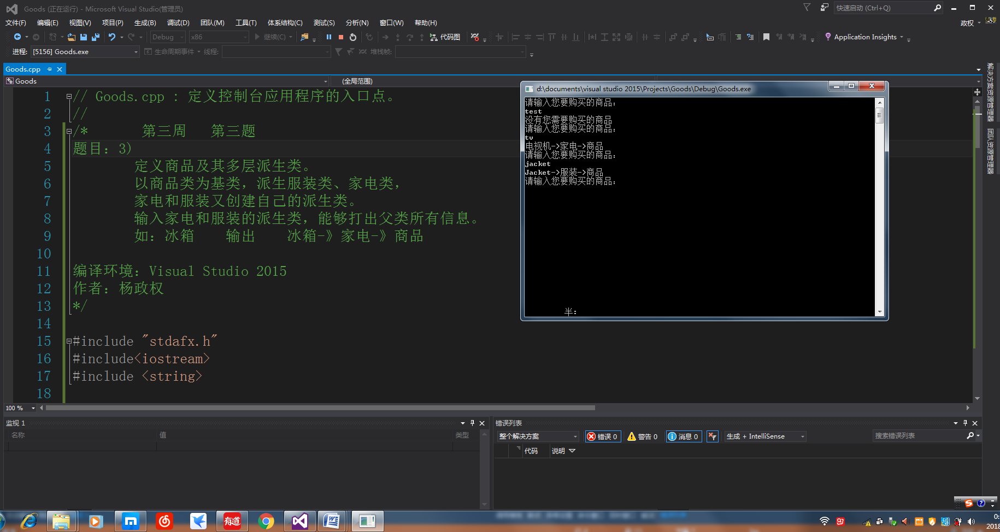 Goods (正在运行) - Microsoft Visual Studio(管理员)
快速启动 (Ctrl+Q)
文件(F) 编辑(E) 视图(V) 项目(P) 生成(B) 调试(D) 团队(M) 工具(T) 体系结构(C) 测试(S) 分析(N) 窗口(W) 帮助(H)
政权
Debug x86 继续(C) 代码图 Application Insights
进程: [5156] Goods.exe 生命周期事件 线程: 堆栈帧:
Goods.cpp
Goods (全局范围)
1 // Goods.cpp : 定义控制台应用程序的入口点。
2 //
3 /* 第三周 第三题
4 题目：3)
5 定义商品及其多层派生类。
6 以商品类为基类，派生服装类、家电类，
7 家电和服装又创建自己的派生类。
8 输入家电和服装的派生类，能够打出父类所有信息。
9 如：冰箱 输出 冰箱-》家电-》商品
10
11 编译环境：Visual Studio 2015
12 作者：杨政权
13 */
14
15 #include "stdafx.h"
16 #include<iostream>
17 #include <string>
18
d:\documents\visual studio 2015\Projects\Goods\Debug\Goods.exe
请输入您要购买的商品：
test
没有您需要购买的商品
请输入您要购买的商品：
tv
电视机->家电->商品
请输入您要购买的商品：
jacket
Jacket->服装->商品
请输入您要购买的商品：
半：
解决方案资源管理器
团队资源管理器
100 %
监视 1
名称 值 类型
错误列表
整个解决方案 错误 0 警告 0 消息 0 生成 + IntelliSense 搜索错误列表
代码 说明
有道
0:
2018